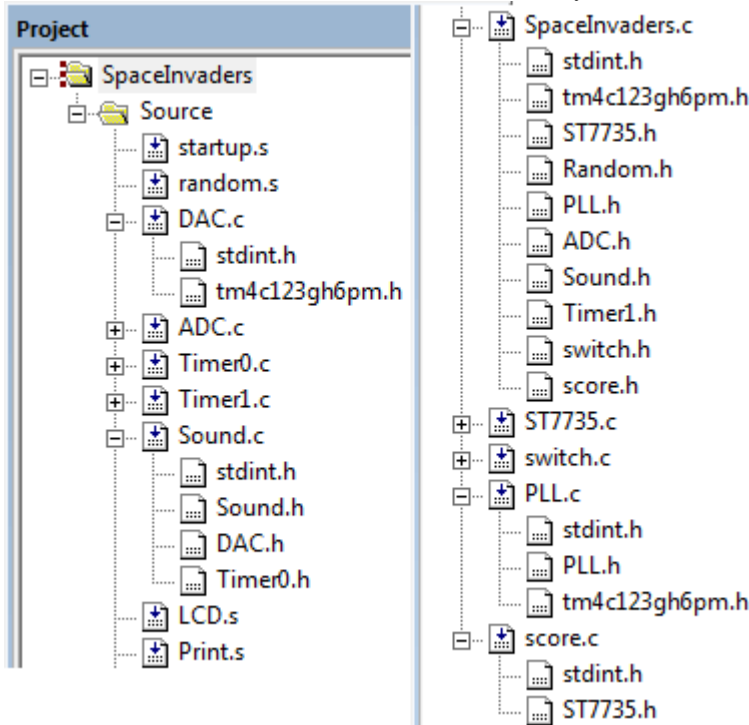 Project
SpaceInvaders
Source
startup.s
random.s
DAC.c
stdint.h
tm4c123gh6pm.h
ADC.c
Timer0.c
Timer1.c
Sound.c
stdint.h
Sound.h
DAC.h
Timer0.h
LCD.s
Print.s
SpaceInvaders.c
stdint.h
tm4c123gh6pm.h
ST7735.h
Random.h
PLL.h
ADC.h
Sound.h
Timer1.h
switch.h
score.h
ST7735.c
switch.c
PLL.c
stdint.h
PLL.h
tm4c123gh6pm.h
score.c
stdint.h
ST7735.h